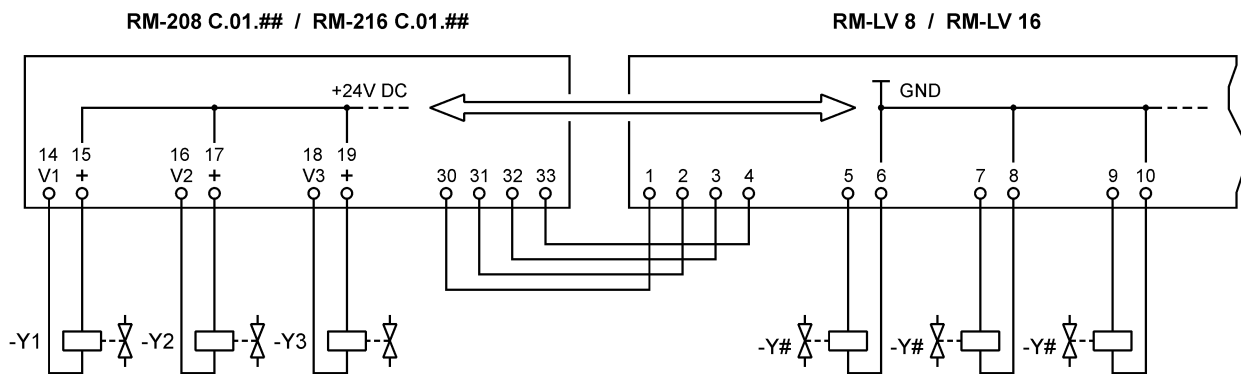 RM-208 C.01.## / RM-216 C.01.##
RM-LV 8 / RM-LV 16
+24V DC
GND
14 15 16 17 18 19
V1 + V2 + V3 +
30 31 32 33
1 2 3 4 5 6 7 8 9 10
-Y1 -Y2 -Y3 -Y# -Y# -Y#